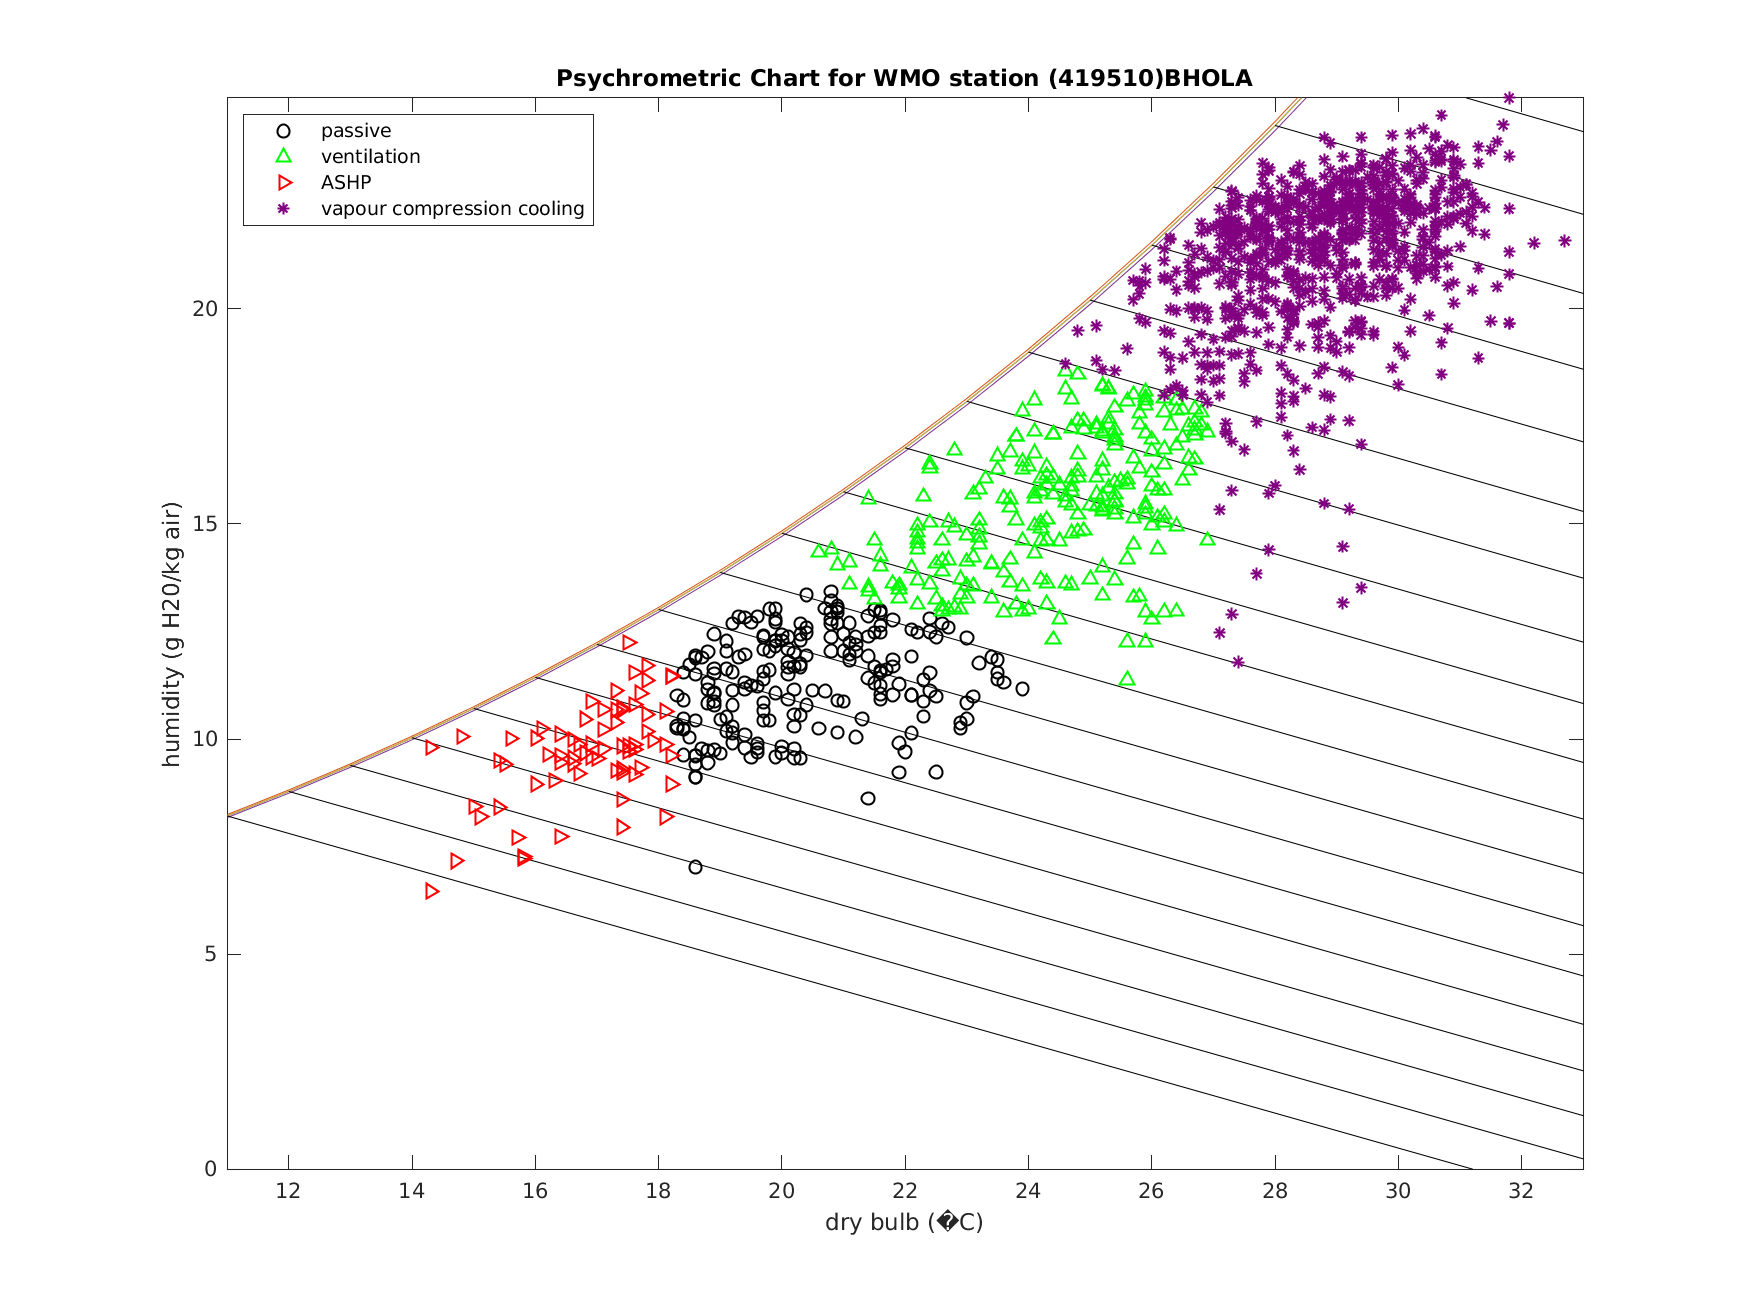 Psychrometric Chart for WMO station (419510)BHOLA
passive
ventilation
ASHP
vapour compression cooling
humidity (g H20/kg air)
20
15
10
5
0
12 14 16 18 20 22 24 26 28 30 32
dry bulb (�C)